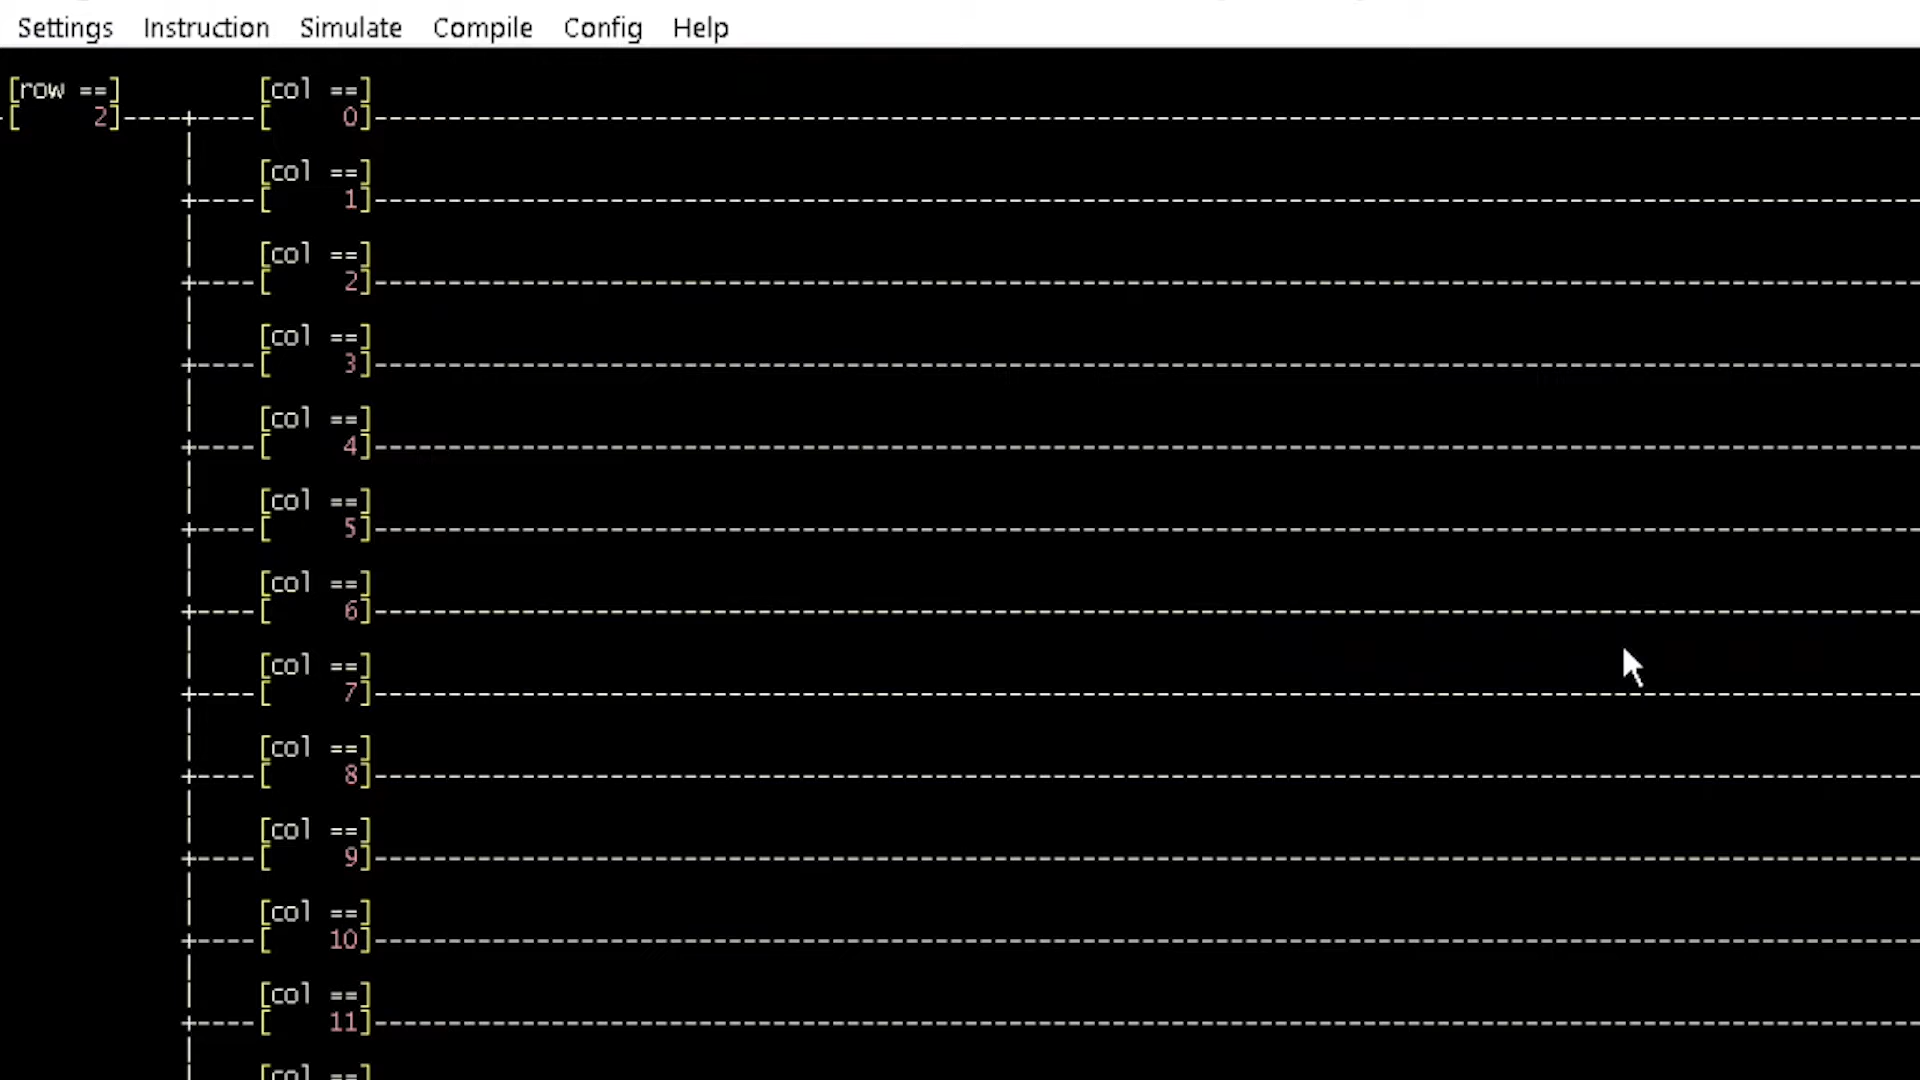 Settings Instruction Simulate Compile Config Help
[row ==] [col ==]
[ 2] [ 0]
[col ==]
[ 1]
[col ==]
[ 2]
[col ==]
[ 3]
[col ==]
[ 4]
[col ==]
[ 5]
[col ==]
[ 6]
[col ==]
[ 7]
[col ==]
[ 8]
[col ==]
[ 9]
[col ==]
[ 10]
[col ==]
[ 11]
[col ==]